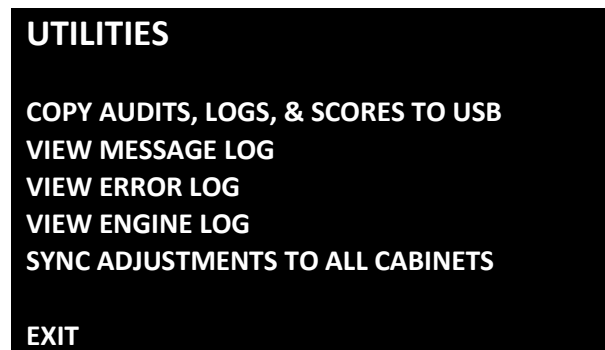 UTILITIES
COPY AUDITS, LOGS, & SCORES TO USB
VIEW MESSAGE LOG
VIEW ERROR LOG
VIEW ENGINE LOG
SYNC ADJUSTMENTS TO ALL CABINETS
EXIT